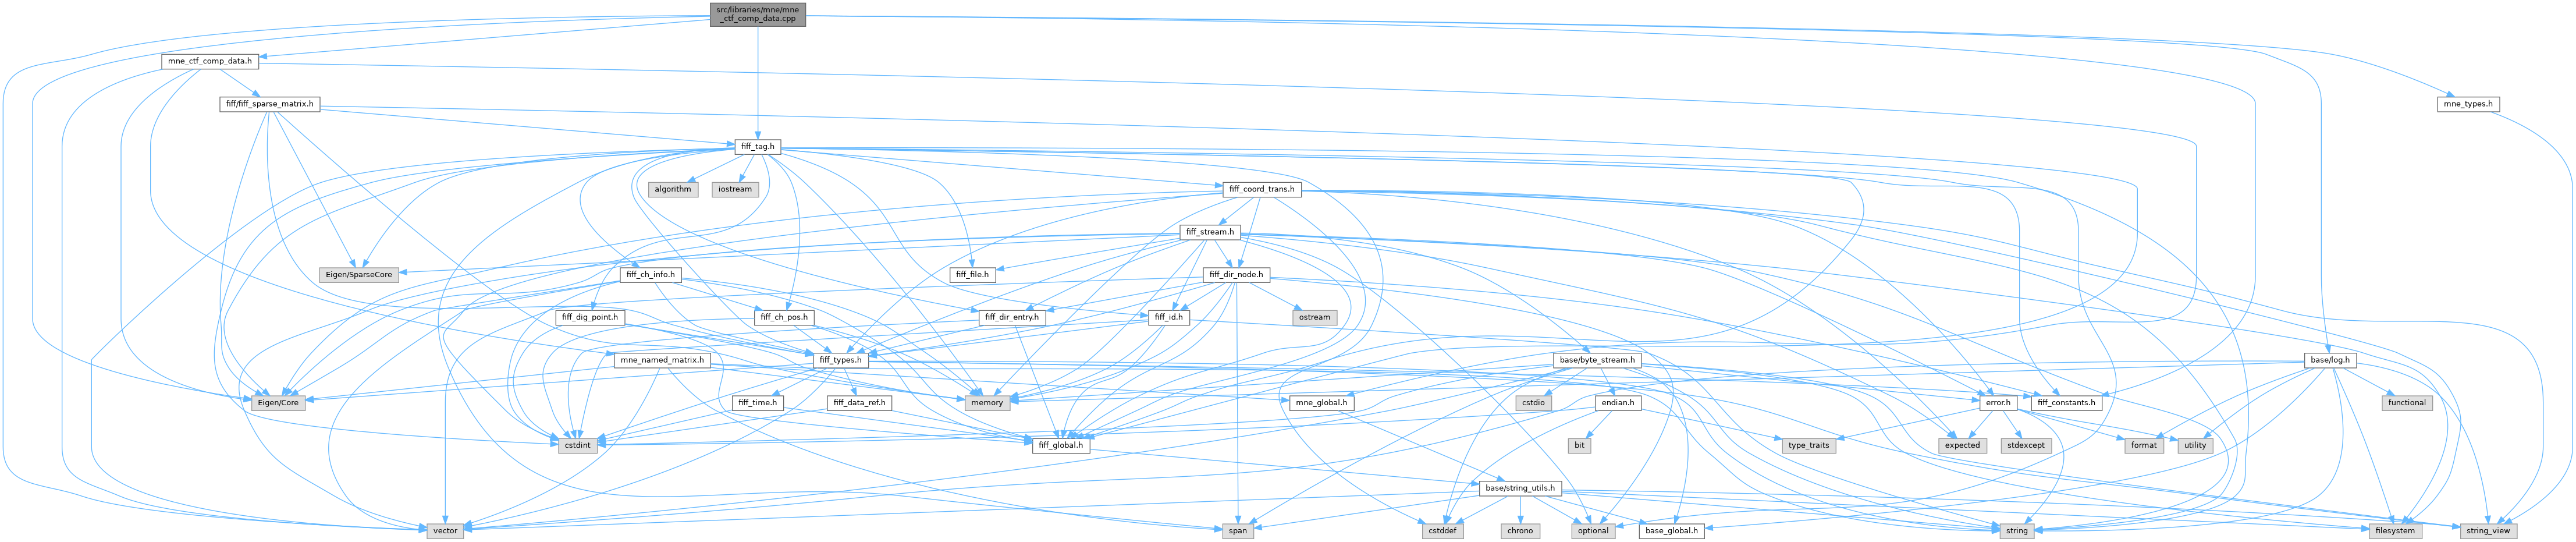 src/libraries/mne/mne
_ctf_comp_data.cpp
mne_ctf_comp_data.h
fiff/fiff_sparse_matrix.h
mne_types.h
fiff_tag.h
algorithm
iostream
fiff_coord_trans.h
fiff_stream.h
Eigen/SparseCore
fiff_ch_info.h
fiff_file.h
fiff_dir_node.h
fiff_dig_point.h
fiff_ch_pos.h
fiff_dir_entry.h
fiff_id.h
ostream
mne_named_matrix.h
fiff_types.h
base/byte_stream.h
base/log.h
Eigen/Core
fiff_time.h
fiff_data_ref.h
memory
mne_global.h
cstdio
endian.h
error.h
fiff_constants.h
functional
cstdint
fiff_global.h
bit
type_traits
expected
stdexcept
format
utility
base/string_utils.h
vector
span
cstddef
chrono
optional
base_global.h
string
filesystem
string_view